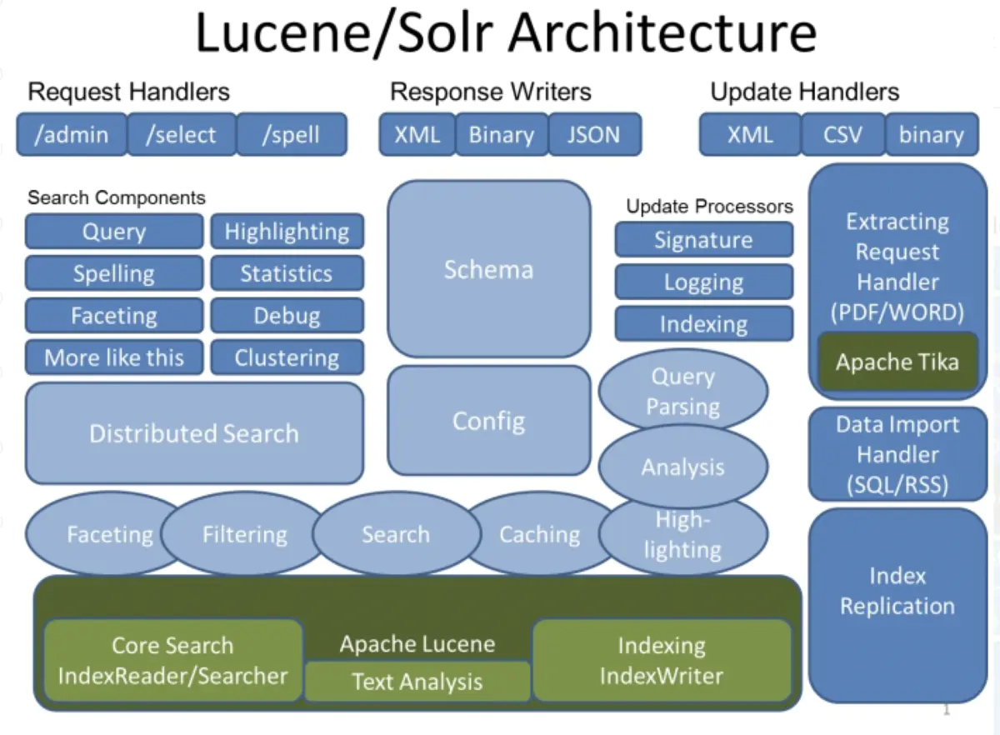 Lucene/Solr Architecture
Request Handlers
/admin
/select
/spell
Response Writers
XML
Binary
JSON
Update Handlers
XML
CSV
binary
Search Components
Query
Highlighting
Spelling
Statistics
Faceting
Debug
More like this
Clustering
Distributed Search
Schema
Config
Update Processors
Signature
Logging
Indexing
Query
Parsing
Analysis
High-
lighting
Extracting
Request
Handler
(PDF/WORD)
Apache Tika
Data Import
Handler
(SQL/RSS)
Index
Replication
Faceting
Filtering
Search
Caching
Core Search
IndexReader/Searcher
Apache Lucene
Text Analysis
Indexing
IndexWriter
1